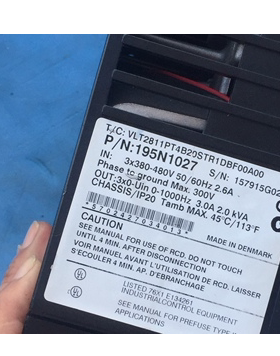 T/C: VLT2811PT4B20STR1DBF00A00
P/N: 195N1027 S/N: 157915G02
IN: 3x380-480V 50/60Hz 2.6A
Phase to ground Max. 300V
OUT: 3x0-Uin 0-1000Hz 3.0A 2.0 kVA
CHASSIS/IP20 Tamb MAX. 45°C/113°F
*5702427034013*
MADE IN DENMARK
CAUTION
SEE MANUAL FOR USE OF RCD. DO NOT TOUCH
UNTIL 4 MIN. AFTER DISCONNECTION
VOIR MANUEL AVANT L'UTILISATION DE RCD. LAISSER
S'ECOULER 4 MIN. AP. D'EBRANCHAGE
LISTED 76X1 E134261
INDUSTRIAL CONTROL EQUIPMENT
SEE MANUAL FOR PREFUSE TYPE I
APPLICATIONS